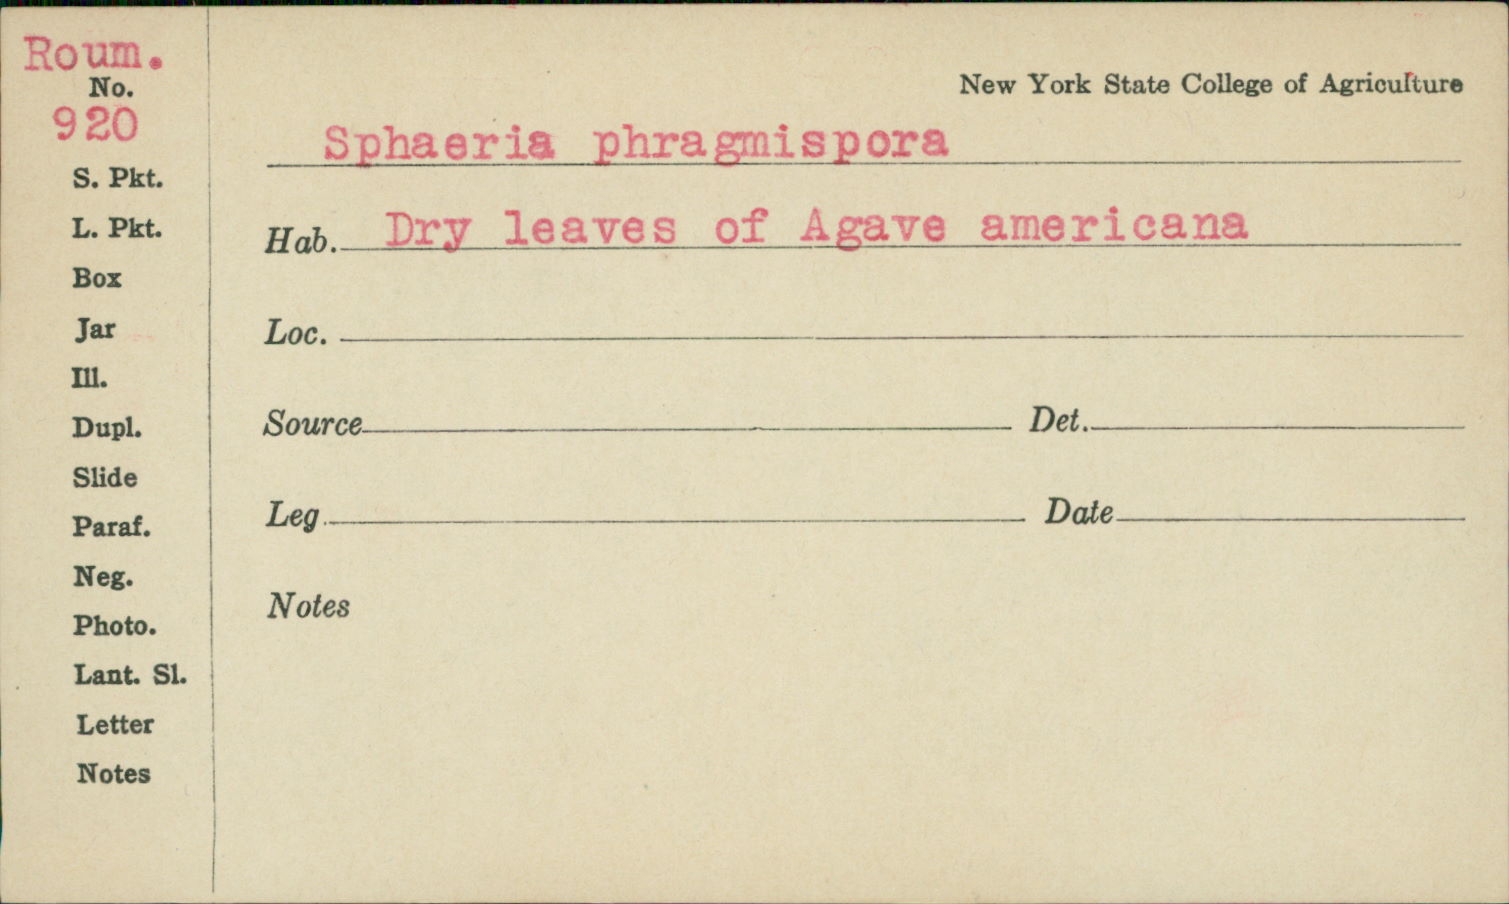 Roum.
No.
920
S. Pkt.
L. Pkt.
Box
Jar
Ill.
Dupl.
Slide
Paraf.
Neg.
Photo.
Lant. Sl.
Letter
Notes
New York State College of Agriculture
Sphaeria phragmispora
Hab. Dry leaves of Agave americana
Loc.
Source Det.
Leg. Date
Notes